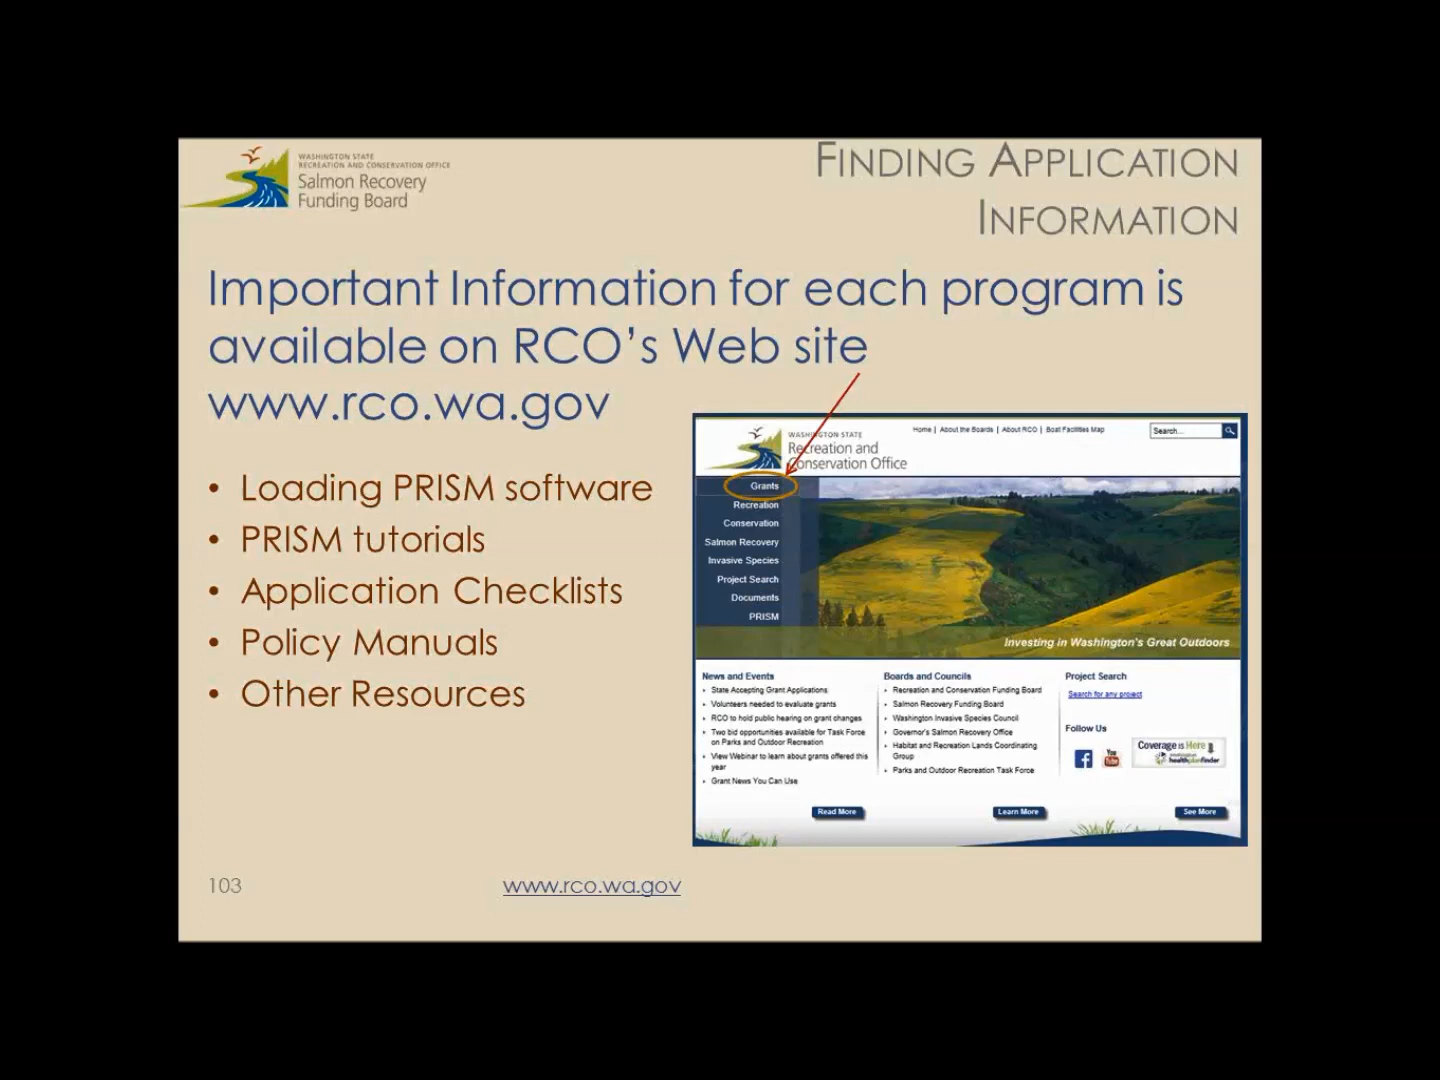 WASHINGTON STATE
RECREATION AND CONSERVATION OFFICE
Salmon Recovery
Funding Board
FINDING APPLICATION
INFORMATION
Important Information for each program is
available on RCO's Web site
www.rco.wa.gov
• Loading PRISM software
• PRISM tutorials
• Application Checklists
• Policy Manuals
• Other Resources
WASHINGTON STATE
Recreation and
Conservation Office
Home | About the Boards | About RCO | Boat Facilities Map
Search...
Grants
Recreation
Conservation
Salmon Recovery
Invasive Species
Project Search
Documents
PRISM
Investing in Washington's Great Outdoors
News and Events
State Accepting Grant Applications
Volunteers needed to evaluate grants
RCO to hold public hearing on grant changes
Two bid opportunities available for Task Force
on Parks and Outdoor Recreation
View Webinar to learn about grants offered this
year
Grant News You Can Use
Read More
Boards and Councils
Recreation and Conservation Funding Board
Salmon Recovery Funding Board
Washington Invasive Species Council
Governor's Salmon Recovery Office
Habitat and Recreation Lands Coordinating
Group
Parks and Outdoor Recreation Task Force
Learn More
Project Search
Search for any project
Follow Us
You
Tube
Coverage is Here
washington
healthplanfinder
See More
103
www.rco.wa.gov